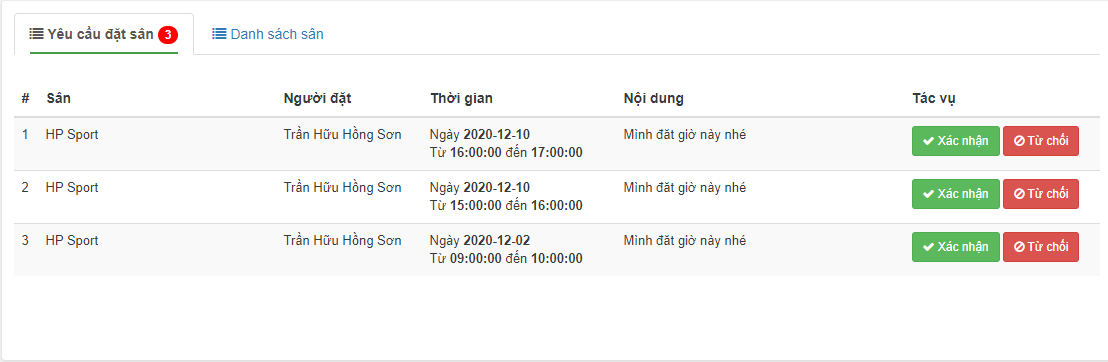 Yêu cầu đặt sân 3 Danh sách sân
# Sân Người đặt Thời gian Nội dung Tác vụ
1 HP Sport Trần Hữu Hồng Sơn Ngày 2020-12-10 Mình đăt giờ này nhé Xác nhận Từ chối
Từ 16:00:00 đến 17:00:00
2 HP Sport Trần Hữu Hồng Sơn Ngày 2020-12-10 Mình đăt giờ này nhé Xác nhận Từ chối
Từ 15:00:00 đến 16:00:00
3 HP Sport Trần Hữu Hồng Sơn Ngày 2020-12-02 Mình đăt giờ này nhé Xác nhận Từ chối
Từ 09:00:00 đến 10:00:00